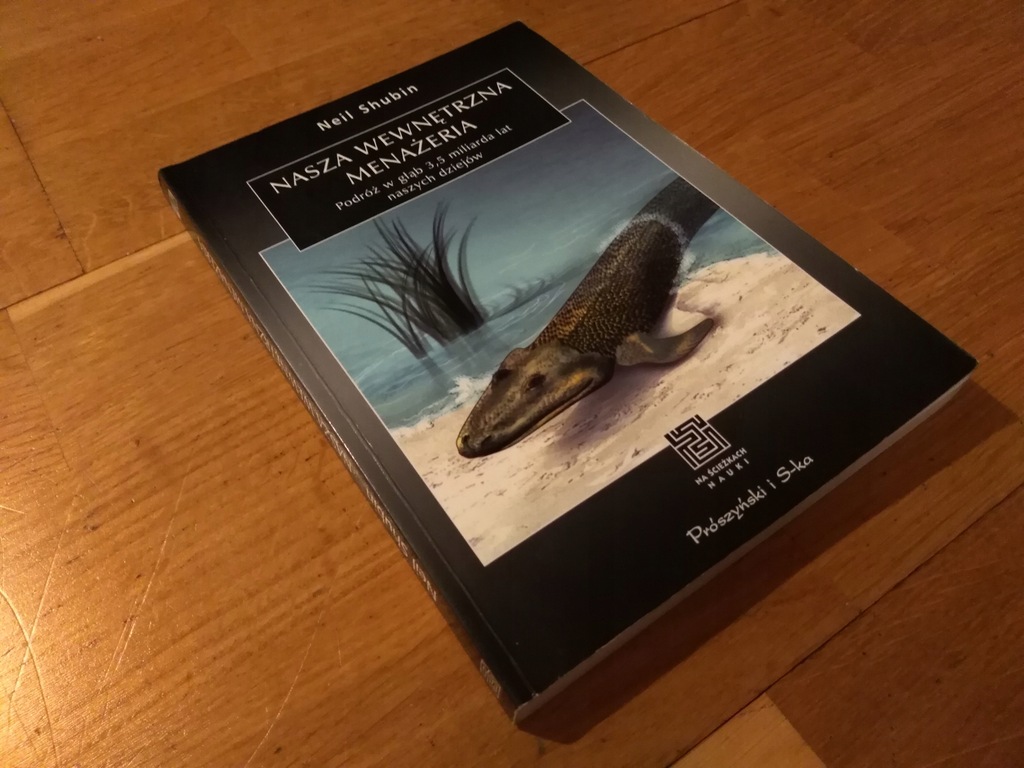 Neil Shubin
NASZA WEWNĘTRZNA
MENAŻERIA
Podróż w głąb 3,5 miliarda lat
naszych dziejów
NA ŚCIEŻKACH
NAUKI
Prószyński i S-ka